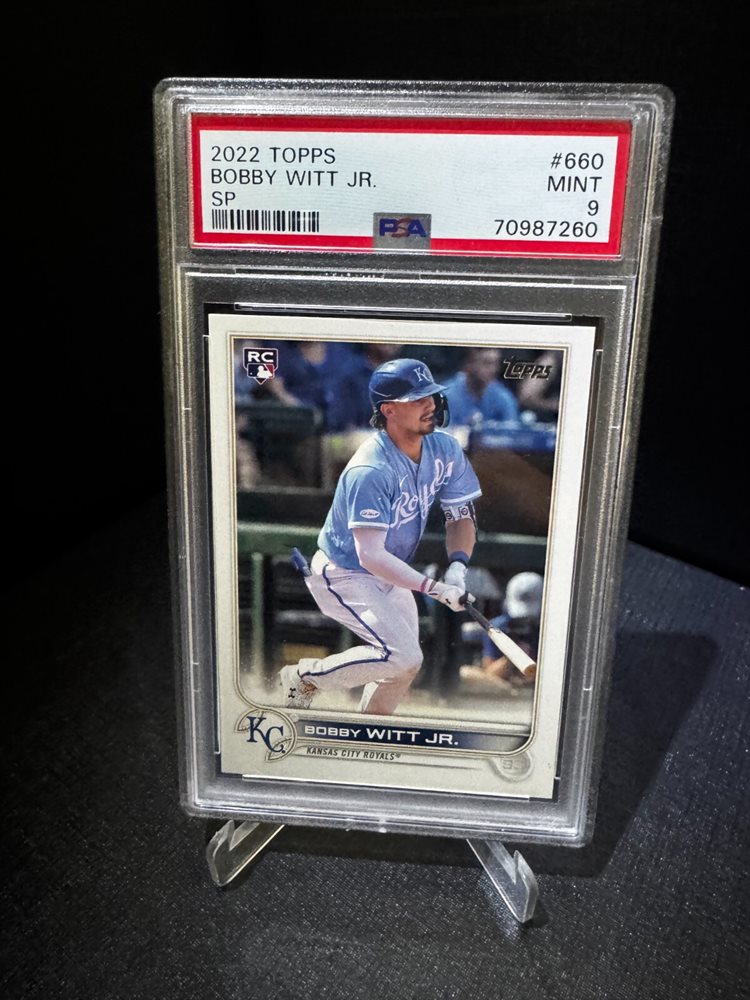 2022 TOPPS
#660
BOBBY WITT JR.
MINT
SP
9
PSA
70987260
RC
Topps
KC
Royals
KC
BOBBY WITT JR.
KANSAS CITY ROYALS®